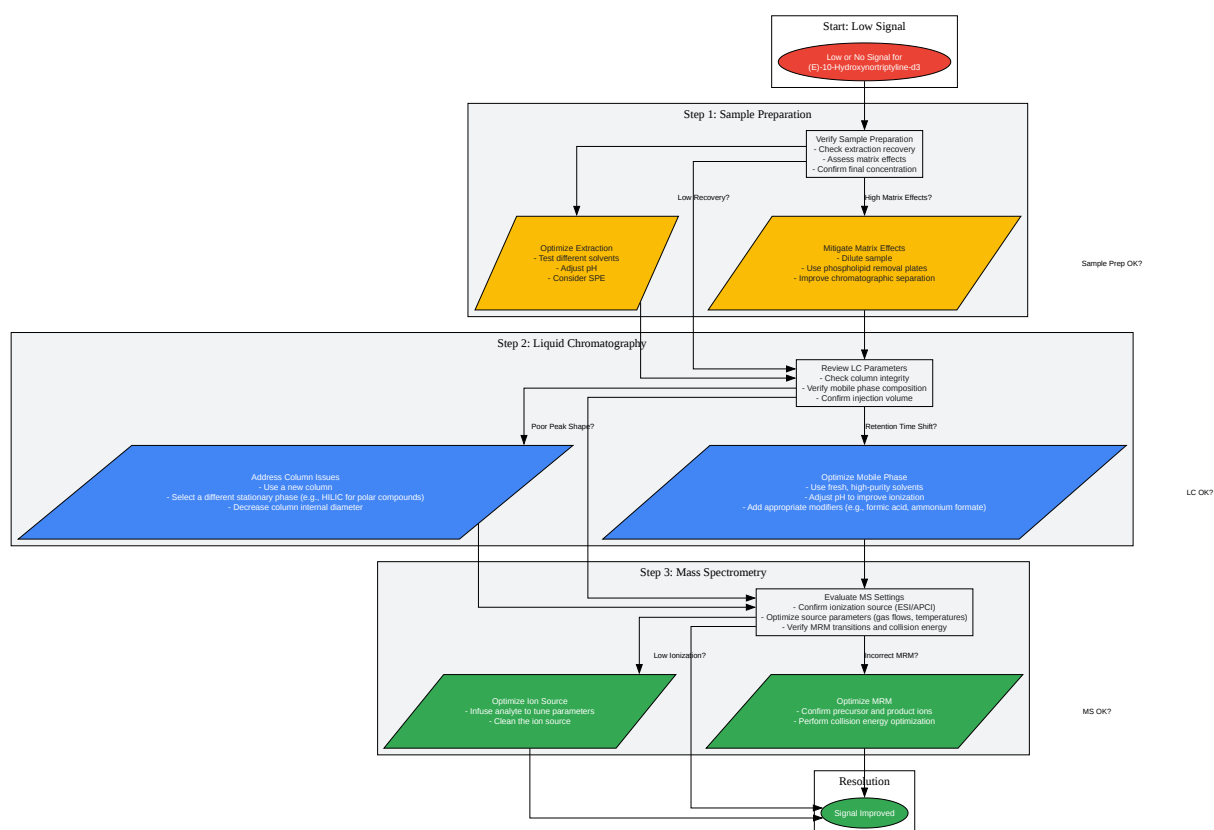 Start: Low Signal
Low or No Signal for
(E)-10-Hydroxynortriptyline-d3
Step 1: Sample Preparation
Verify Sample Preparation
- Check extraction recovery
- Assess matrix effects
- Confirm final concentration
Low Recovery?
High Matrix Effects?
Optimize Extraction
- Test different solvents
- Adjust pH
- Consider SPE
Mitigate Matrix Effects
- Dilute sample
- Use phospholipid removal plates
- Improve chromatographic separation
Sample Prep OK?
Step 2: Liquid Chromatography
Review LC Parameters
- Check column integrity
- Verify mobile phase composition
- Confirm injection volume
Poor Peak Shape?
Retention Time Shift?
Address Column Issues
- Use a new column
- Select a different stationary phase (e.g., HILIC for polar compounds)
- Decrease column internal diameter
Optimize Mobile Phase
- Use fresh, high-purity solvents
- Adjust pH to improve ionization
- Add appropriate modifiers (e.g., formic acid, ammonium formate)
LC OK?
Step 3: Mass Spectrometry
Evaluate MS Settings
- Confirm ionization source (ESI/APCI)
- Optimize source parameters (gas flows, temperatures)
- Verify MRM transitions and collision energy
Low Ionization?
Incorrect MRM?
Optimize Ion Source
- Infuse analyte to tune parameters
- Clean the ion source
Optimize MRM
- Confirm precursor and product ions
- Perform collision energy optimization
MS OK?
Resolution
Signal Improved